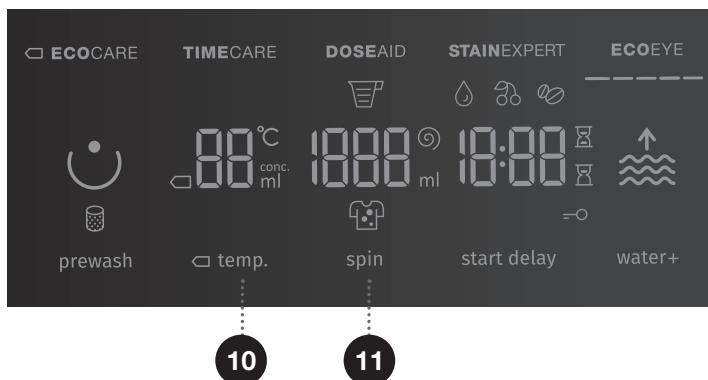 ECOCARE TIMECARE DOSEAID STAINEXPERT ECOEYE
88 °C 1888 18:88
conc.
ml ml
prewash temp. spin start delay water+
10 11